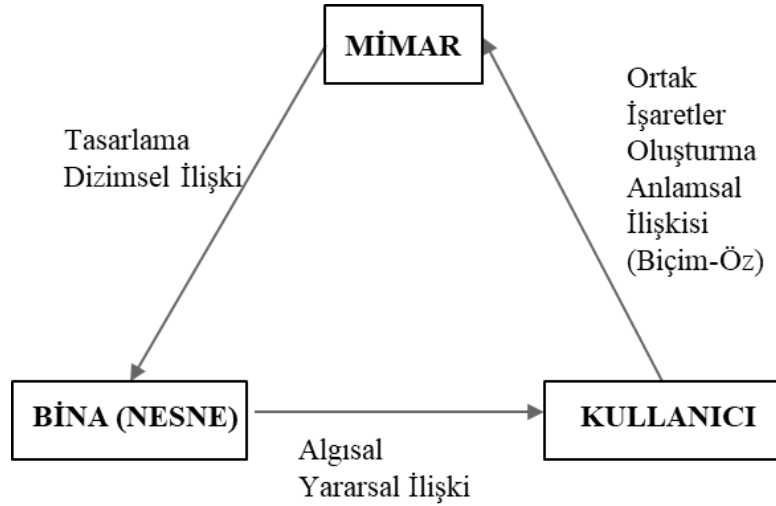 MİMAR
Ortak
İşaretler
Oluşturma
Anlamsal
İlişkisi
(Biçim-Öz)
Tasarlama
Dizimsel İlişki
BİNA (NESNE)
KULLANICI
Algısal
Yararsal İlişki